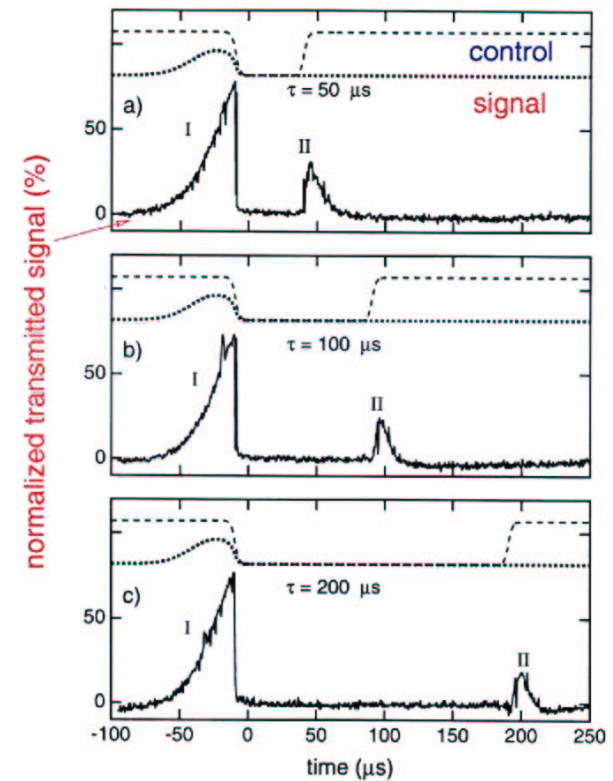 control
signal
τ = 50 μs
a)
I
II
50
0
normalized transmitted signal (%)
τ = 100 μs
b)
I
II
50
0
τ = 200 μs
c)
I
II
50
0
-100 -50 0 50 100 150 200 250
time (μs)